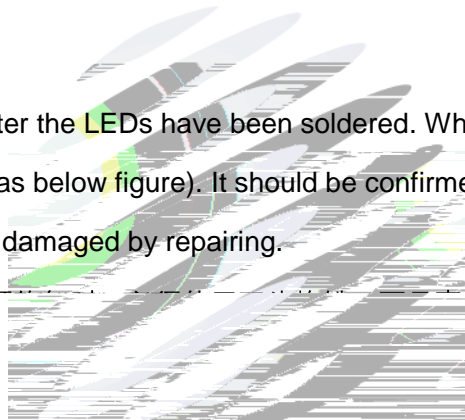 ter the LEDs have been soldered. Wh
as below figure). It should be confirme
damaged by repairing.